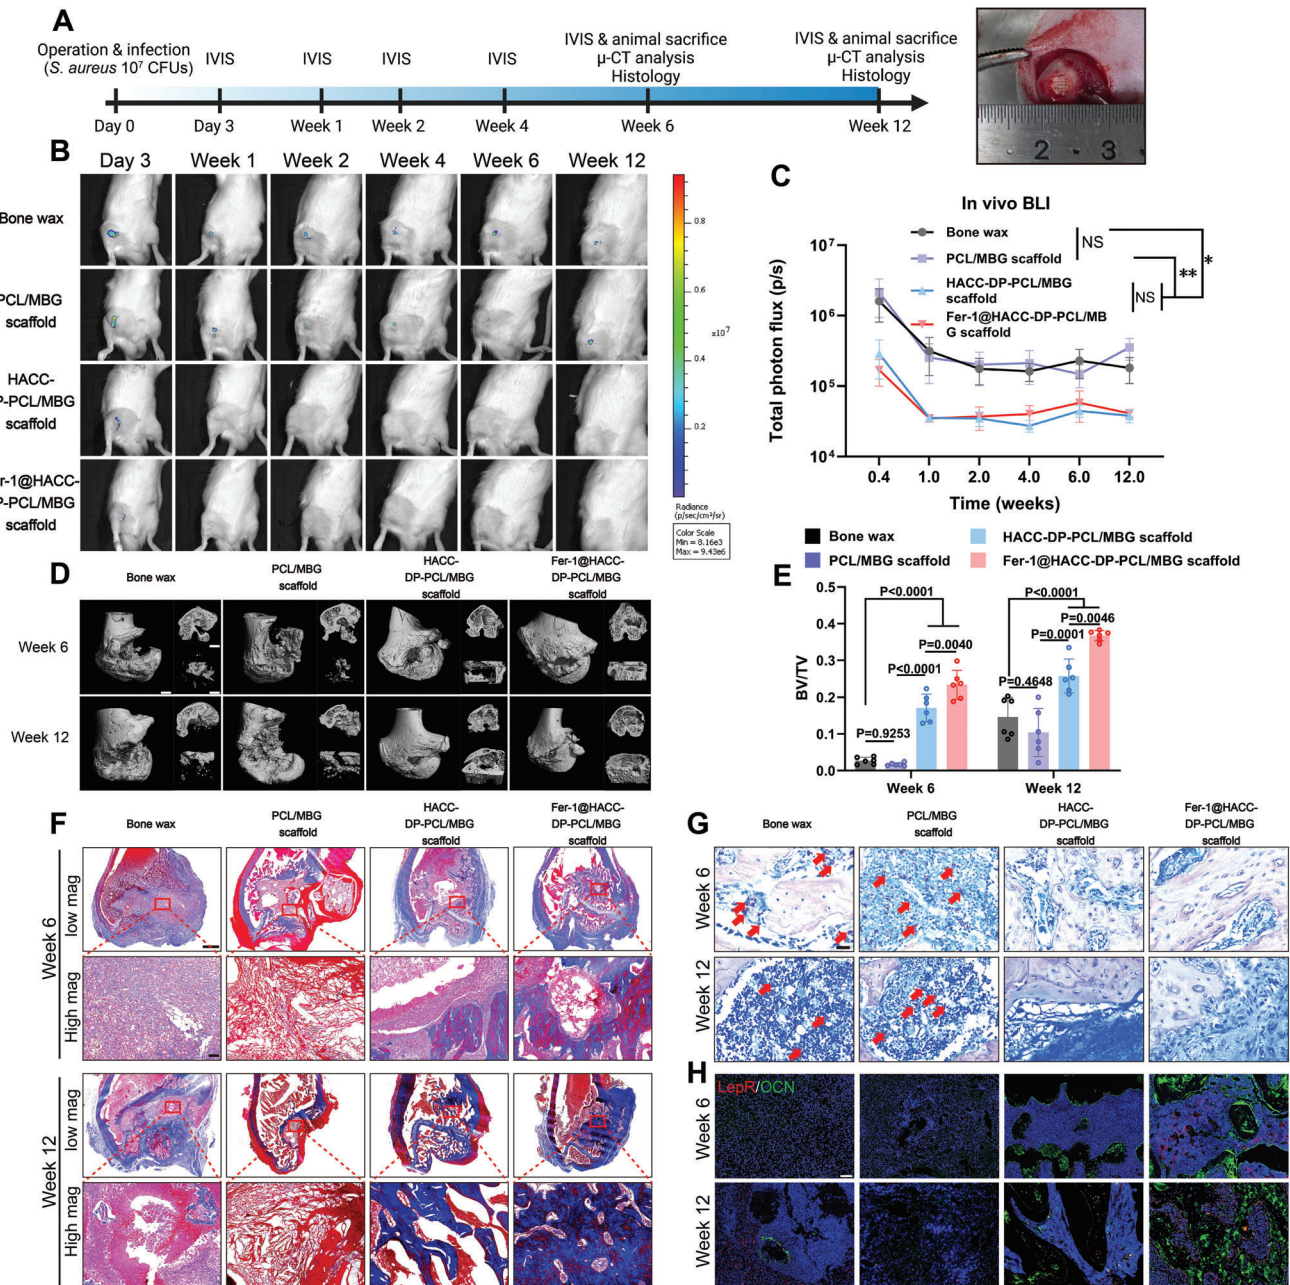 A
Operation & infection
(S. aureus 10⁷ CFUs)
IVIS
IVIS
IVIS
IVIS
IVIS & animal sacrifice
μ-CT analysis
Histology
IVIS & animal sacrifice
μ-CT analysis
Histology
Day 0
Day 3
Week 1
Week 2
Week 4
Week 6
Week 12
2
3
B
Day 3
Week 1
Week 2
Week 4
Week 6
Week 12
Bone wax
PCL/MBG
scaffold
HACC-
P-PCL/MBG
scaffold
er-1@HACC-
P-PCL/MBG
scaffold
0.8
x10⁷
0.4
0.2
Radiance
(p/sec/cm²/sr)
Color Scale
Min = 8.16e3
Max = 9.43e6
C
In vivo BLI
Bone wax
PCL/MBG scaffold
HACC-DP-PCL/MBG
scaffold
Fer-1@HACC-DP-PCL/MB
G scaffold
NS
NS
**
*
Total photon flux (p/s)
10⁷
10⁶
10⁵
10⁴
0.4
1.0
2.0
4.0
6.0
12.0
Time (weeks)
D
Bone wax
PCL/MBG
scaffold
HACC-
DP-PCL/MBG
scaffold
Fer-1@HACC-
DP-PCL/MBG
scaffold
Week 6
Week 12
Bone wax
PCL/MBG scaffold
HACC-DP-PCL/MBG scaffold
Fer-1@HACC-DP-PCL/MBG scaffold
E
BV/TV
0.5
0.4
0.3
0.2
0.1
0.0
P<0.0001
P=0.0040
P<0.0001
P=0.9253
P<0.0001
P=0.0046
P=0.0001
P=0.4648
Week 6
Week 12
F
Bone wax
PCL/MBG
scaffold
HACC-
DP-PCL/MBG
scaffold
Fer-1@HACC-
DP-PCL/MBG
scaffold
Week 6
low mag
High mag
Week 12
low mag
High mag
G
Bone wax
PCL/MBG
scaffold
HACC-
DP-PCL/MBG
scaffold
Fer-1@HACC-
DP-PCL/MBG
scaffold
Week 6
Week 12
H
LepR/OCN
Week 6
Week 12